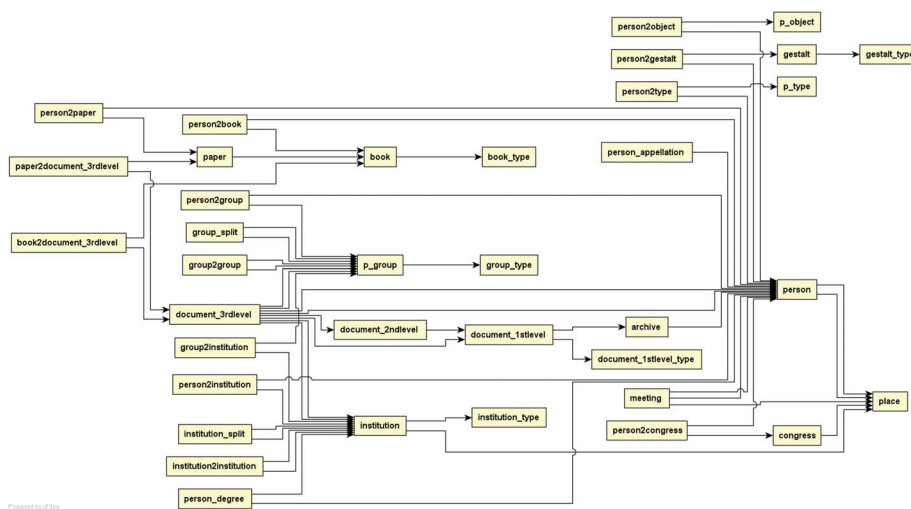 person2object
p_object
person2gestalt
gestalt
gestalt_type
person2type
p_type
person2paper
person2book
paper
book
book_type
person_appellation
paper2document_3rdlevel
person2group
group_split
book2document_3rdlevel
group2group
p_group
group_type
person
document_3rdlevel
document_2ndlevel
document_1stlevel
archive
group2institution
document_1stlevel_type
person2institution
meeting
place
institution
institution_type
institution_split
person2congress
congress
institution2institution
person_degree
Powered by yFiles